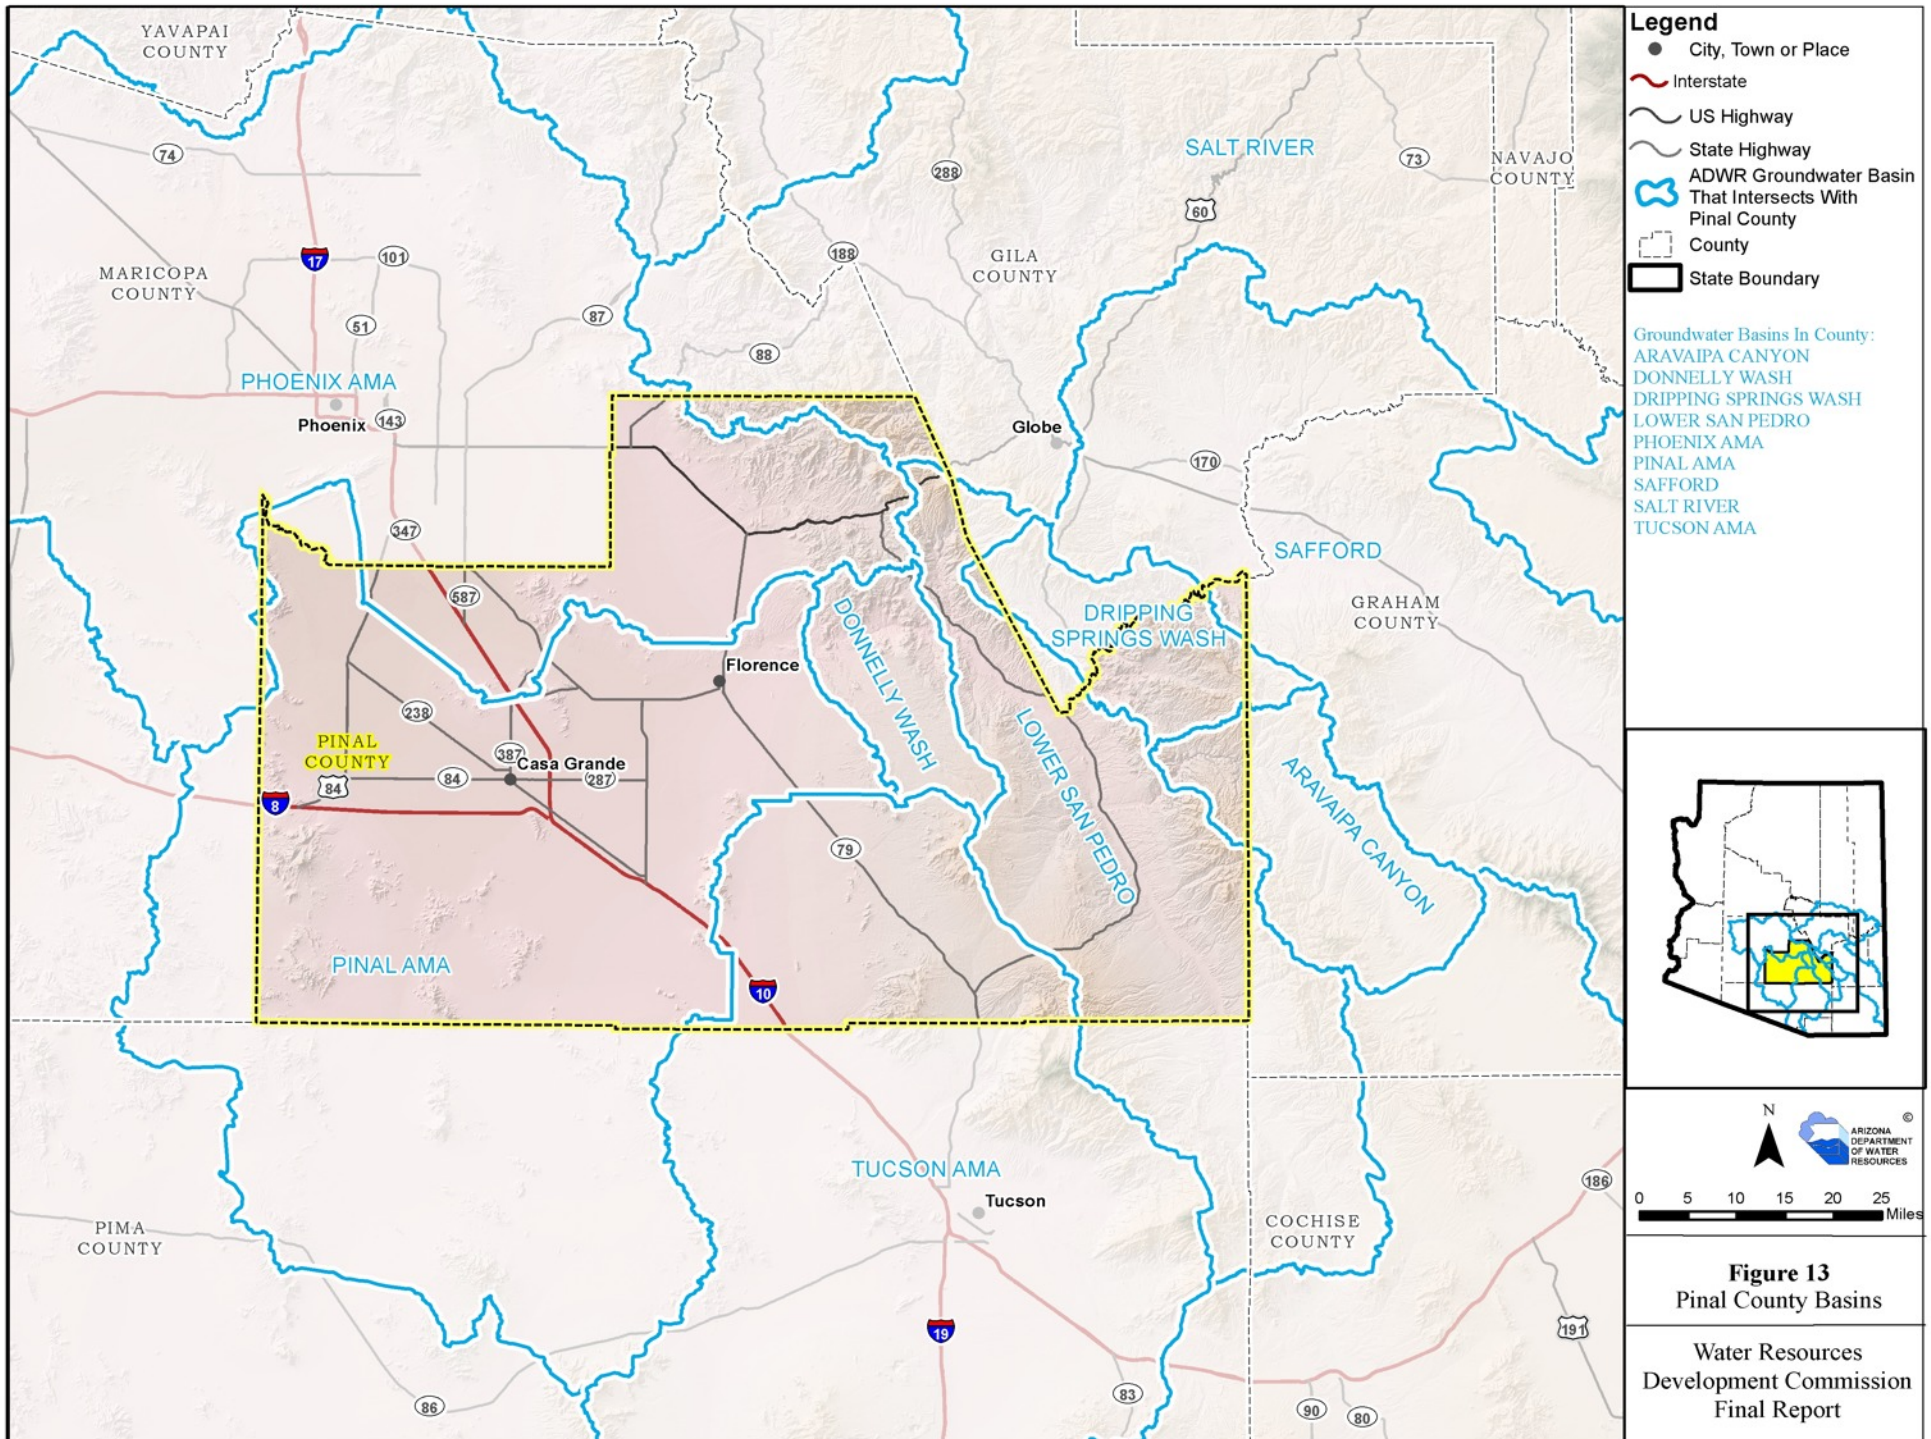 YAVAPAI
COUNTY
74
17
101
MARICOPA
COUNTY
51
87
88
188
288
SALT RIVER
60
73
NAVAJO
COUNTY
GILA
COUNTY
PHOENIX AMA
Phoenix
143
Globe
170
347
SAFFORD
587
GRAHAM
COUNTY
DRIPPING
SPRINGS WASH
DONNELLY WASH
Florence
238
PINAL
COUNTY
387
Casa Grande
84
84
287
8
LOWER SAN PEDRO
ARAVAIPA CANYON
79
PINAL AMA
10
TUCSON AMA
Tucson
186
PIMA
COUNTY
COCHISE
COUNTY
19
191
86
83
90
80
Legend
City, Town or Place
Interstate
US Highway
State Highway
ADWR Groundwater Basin
That Intersects With
Pinal County
County
State Boundary
Groundwater Basins In County:
ARAVAIPA CANYON
DONNELLY WASH
DRIPPING SPRINGS WASH
LOWER SAN PEDRO
PHOENIX AMA
PINAL AMA
SAFFORD
SALT RIVER
TUCSON AMA
N
©
ARIZONA
DEPARTMENT
OF WATER
RESOURCES
0 5 10 15 20 25
Miles
Figure 13
Pinal County Basins
Water Resources
Development Commission
Final Report